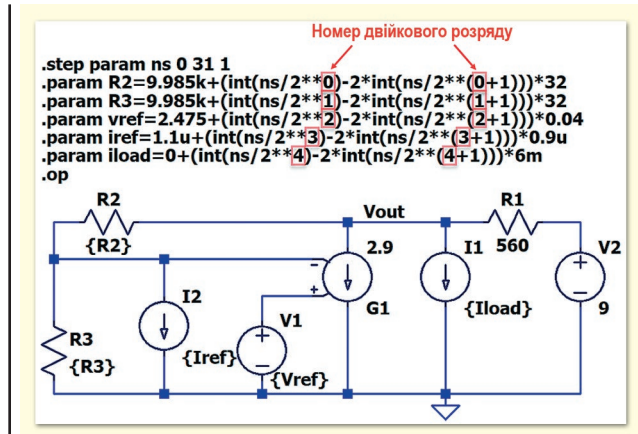 Номер двійкового розряду
.step param ns 0 31 1
.param R2=9.985k+(int(ns/2**0)-2*int(ns/2**(0+1)))*32
.param R3=9.985k+(int(ns/2**1)-2*int(ns/2**(1+1)))*32
.param vref=2.475+(int(ns/2**2)-2*int(ns/2**(2+1)))*0.04
.param iref=1.1u+(int(ns/2**3)-2*int(ns/2**(3+1)))*0.9u
.param iload=0+(int(ns/2**4)-2*int(ns/2**(4+1)))*6m
.op
R2
{R2}
Vout
R1
560
2.9
G1
I1
{Iload}
V2
9
I2
{Iref}
V1
{Vref}
R3
{R3}